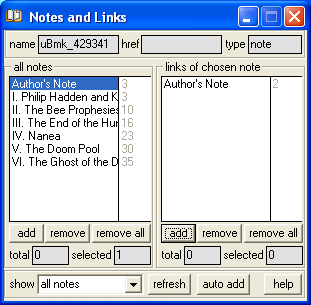 Notes and Links
name uBmk_429341 href type note
all notes
Author's Note 3
I. Philip Hadden and K 3
II. The Bee Prophesies 10
III. The End of the Hun 16
IV. Nanea 23
V. The Doom Pool 30
VI. The Ghost of the D 35
add remove remove all
total 0 selected 1
links of chosen note
Author's Note 2
add remove remove all
total 0 selected 0
show all notes refresh auto add help